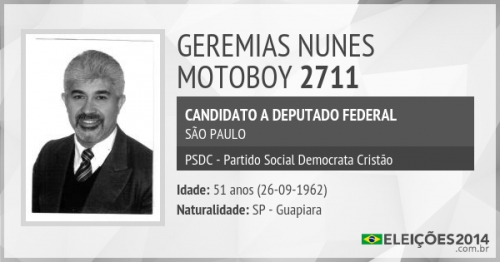 GEREMIAS NUNES
MOTOBOY 2711
CANDIDATO A DEPUTADO FEDERAL
SÃO PAULO
PSDC - Partido Social Democrata Cristão
Idade: 51 anos (26-09-1962)
Naturalidade: SP - Guapiara
ELEIÇÕES2014
.com.br